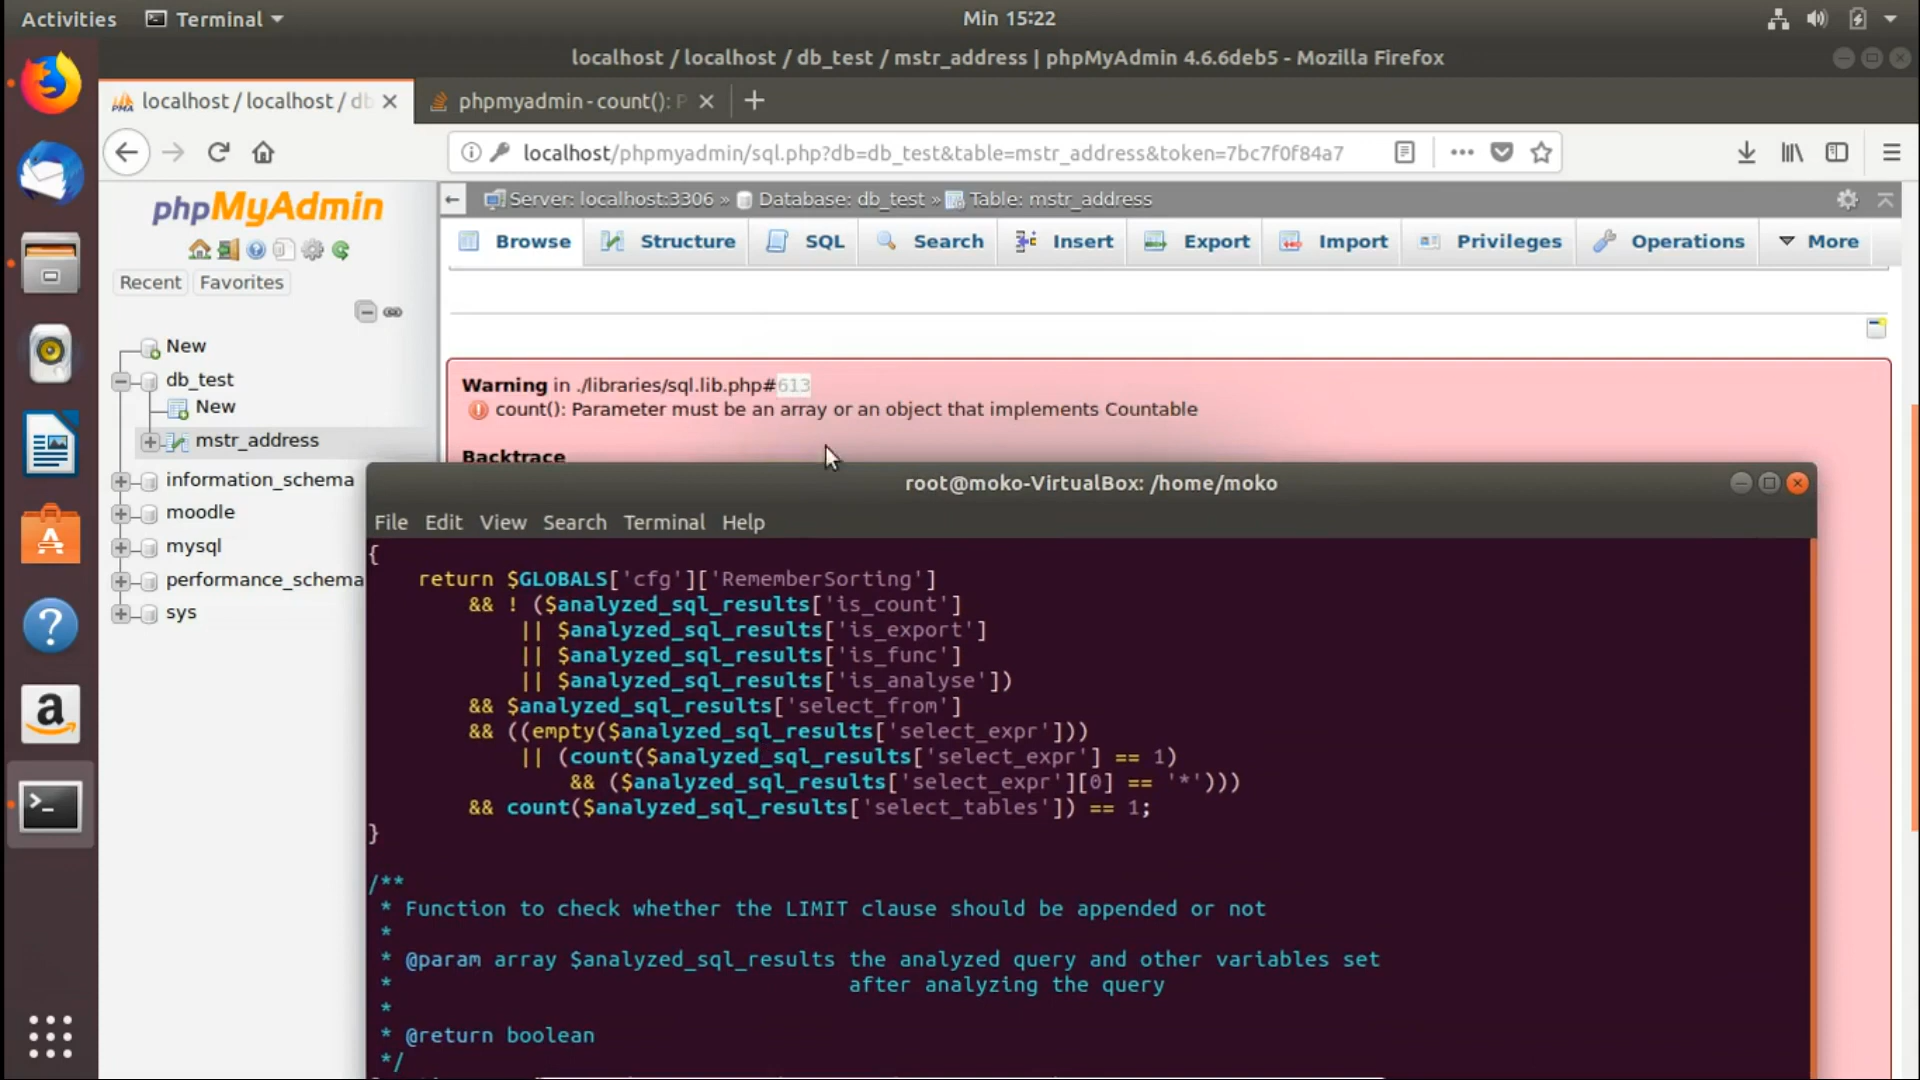 Activities
Terminal
Min 15:22
localhost / localhost / db_test / mstr_address | phpMyAdmin 4.6.6deb5 - Mozilla Firefox
localhost / localhost / db
phpmyadmin - count(): P
localhost/phpmyadmin/sql.php?db=db_test&table=mstr_address&token=7bc7f0f84a7
phpMyAdmin
Server: localhost:3306 » Database: db_test » Table: mstr_address
Browse
Structure
SQL
Search
Insert
Export
Import
Privileges
Operations
More
Recent
Favorites
New
db_test
New
mstr_address
information_schema
moodle
mysql
performance_schema
sys
Warning in ./libraries/sql.lib.php#613
count(): Parameter must be an array or an object that implements Countable
Backtrace
root@moko-VirtualBox: /home/moko
File Edit View Search Terminal Help
{
    return $GLOBALS['cfg']['RememberSorting']
        && ! ($analyzed_sql_results['is_count']
            || $analyzed_sql_results['is_export']
            || $analyzed_sql_results['is_func']
            || $analyzed_sql_results['is_analyse'])
        && $analyzed_sql_results['select_from']
        && ((empty($analyzed_sql_results['select_expr']))
            || (count($analyzed_sql_results['select_expr'] == 1)
                && ($analyzed_sql_results['select_expr'][0] == '*')))
        && count($analyzed_sql_results['select_tables']) == 1;
}
/**
 * Function to check whether the LIMIT clause should be appended or not
 *
 * @param array $analyzed_sql_results the analyzed query and other variables set
 *                                    after analyzing the query
 *
 * @return boolean
 */